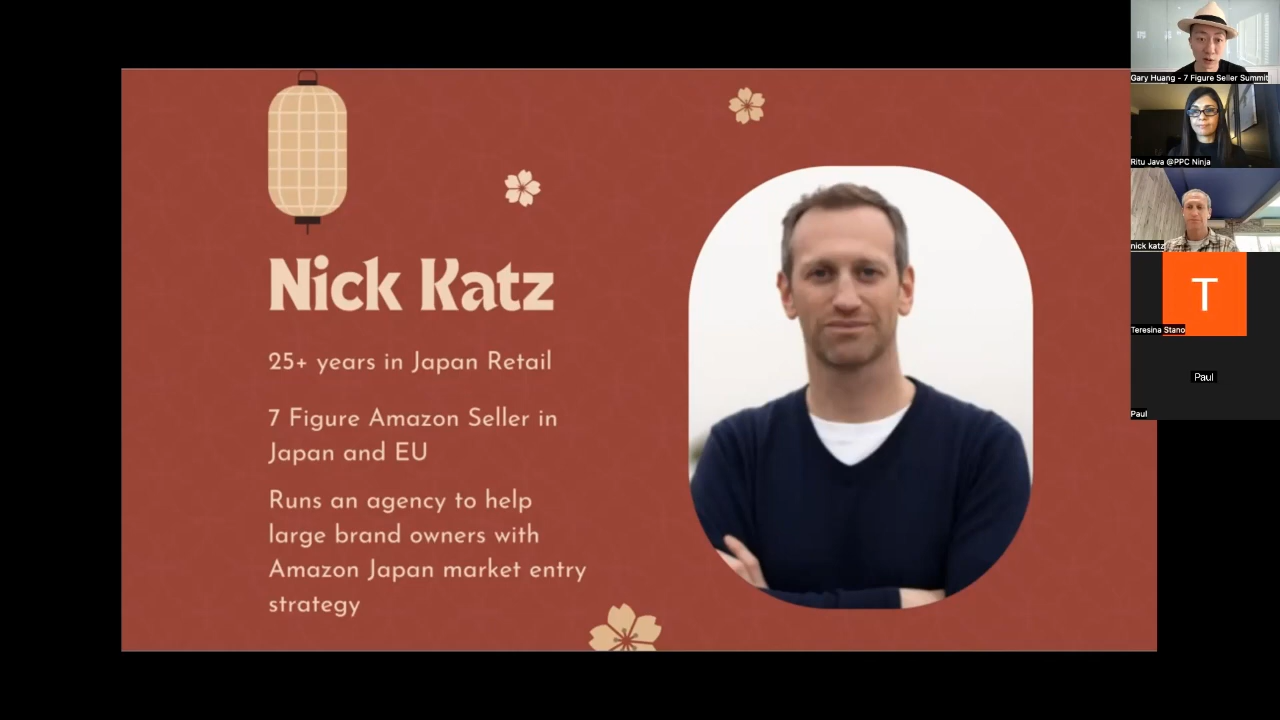 Nick Katz
25+ years in Japan Retail
7 Figure Amazon Seller in
Japan and EU
Runs an agency to help
large brand owners with
Amazon Japan market entry
strategy
Gary Huang - 7 Figure Seller Summit
Ritu Java @PPC Ninja
nick katz
T
Teresina Stano
Paul
Paul